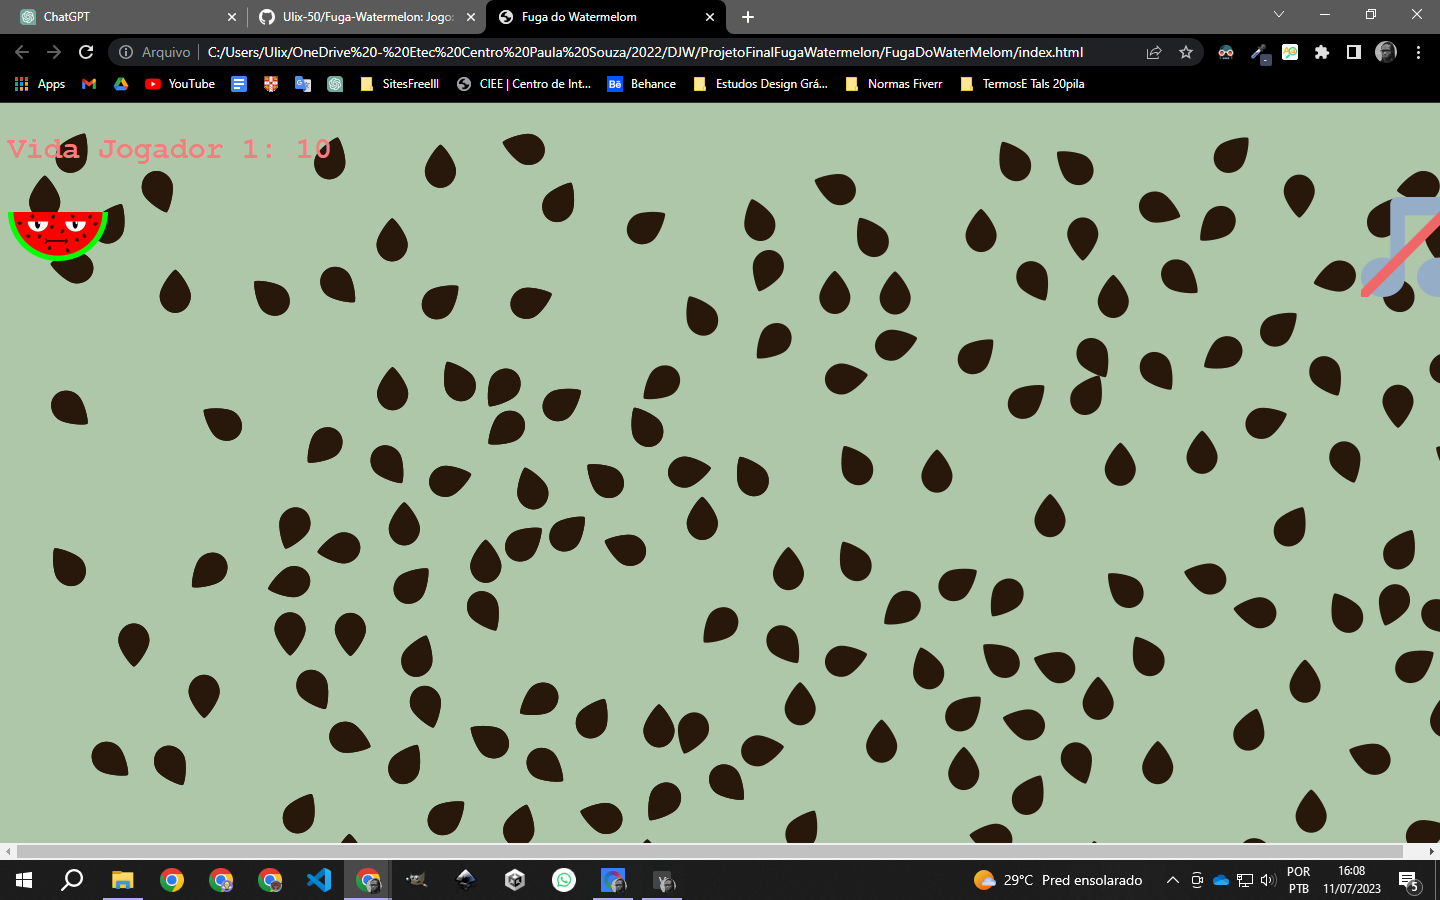 ChatGPT
Ulix-50/Fuga-Watermelon: Jogo:
Fuga do Watermelom
Arquivo
C:/Users/Ulix/OneDrive%20-%20Etec%20Centro%20Paula%20Souza/2022/DJW/ProjetoFinalFugaWatermelon/FugaDoWaterMelom/index.html
Apps
YouTube
SitesFreeIII
CIEE | Centro de Int...
Bē Behance
Estudos Design Grá...
Normas Fiverr
TermosE Tals 20pila
Vida Jogador 1: 10
29°C Pred ensolarado
POR
PTB
16:08
11/07/2023
5